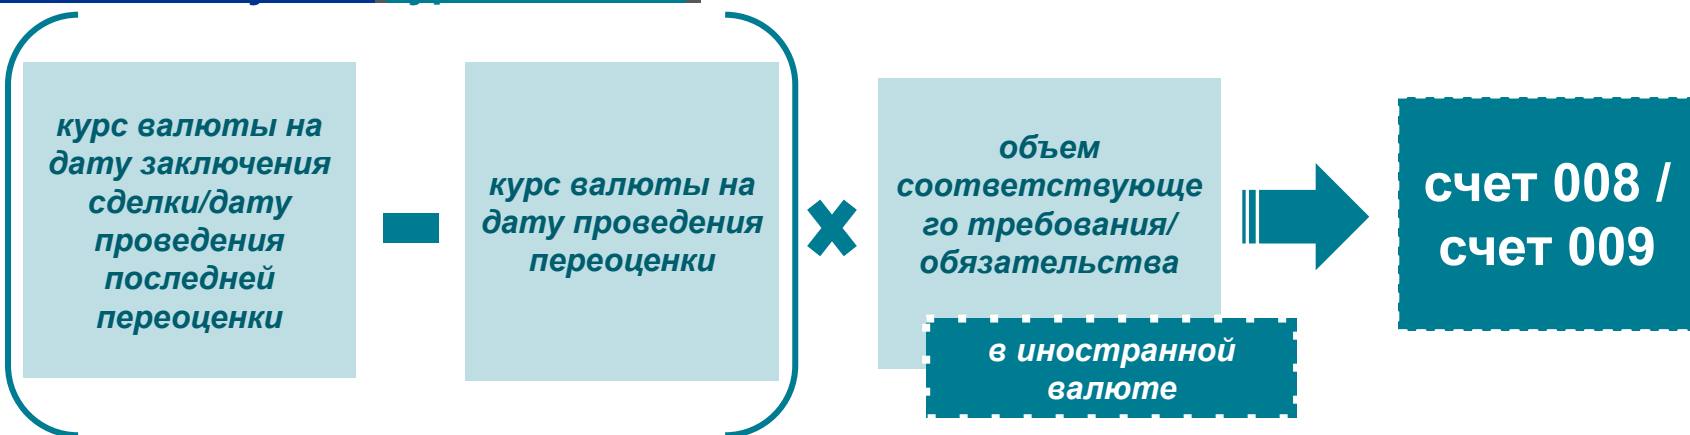 курс валюты на
дату заключения
сделки/дату
проведения
последней
переоценки
курс валюты на
дату проведения
переоценки
объем
соответствующе
го требования/
обязательства
в иностранной
валюте
счет 008 /
счет 009